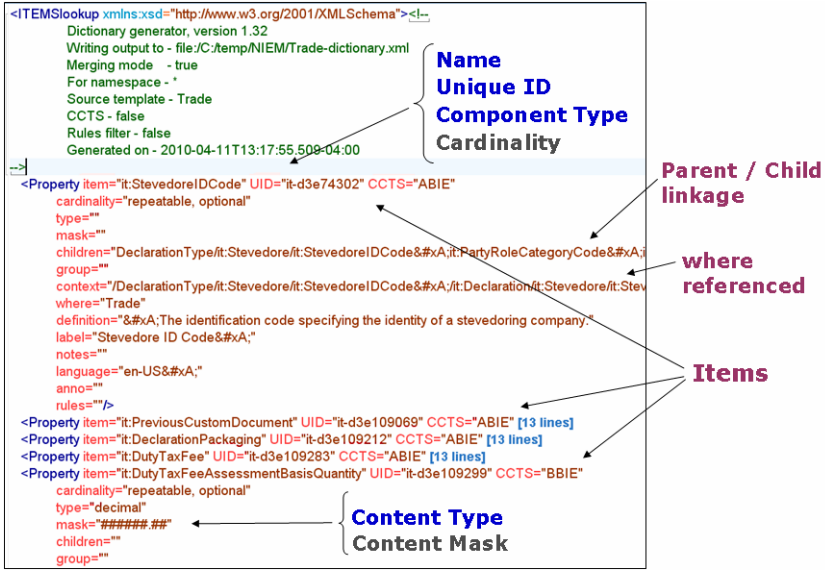 <ITEMSlookup xmlns:xsd="http://www.w3.org/2001/XMLSchema"><!--
Dictionary generator, version 1.32
Writing output to - file:/C:/temp/NIEM/Trade-dictionary.xml
Merging mode - true
For namespace - *
Source template - Trade
CCTS - false
Rules filter - false
Generated on - 2010-04-11T13:17:55.509-04:00
-->
Name
Unique ID
Component Type
Cardinality
<Property item="it:StevedoreIDCode" UID="it-d3e74302" CCTS="ABIE"
cardinality="repeatable, optional"
type=""
mask=""
children="DeclarationType/it:Stevedore/it:StevedoreIDCode&#xA;it:PartyRoleCategoryCode&#xA;i
group=""
context="/DeclarationType/it:Stevedore/it:StevedoreIDCode&#xA;/it:Declaration/it:Stevedore/it:Stev
where="Trade"
definition="&#xA;The identification code specifying the identity of a stevedoring company."
label="Stevedore ID Code&#xA;"
notes=""
language="en-US&#xA;"
anno=""
rules=""/>
Parent / Child
linkage
where
referenced
Items
<Property item="it:PreviousCustomDocument" UID="it-d3e109069" CCTS="ABIE" [13 lines]
<Property item="it:DeclarationPackaging" UID="it-d3e109212" CCTS="ABIE" [13 lines]
<Property item="it:DutyTaxFee" UID="it-d3e109283" CCTS="ABIE" [13 lines]
<Property item="it:DutyTaxFeeAssessmentBasisQuantity" UID="it-d3e109299" CCTS="BBIE"
cardinality="repeatable, optional"
type="decimal"
mask="######.##"
children=""
group=""
Content Type
Content Mask